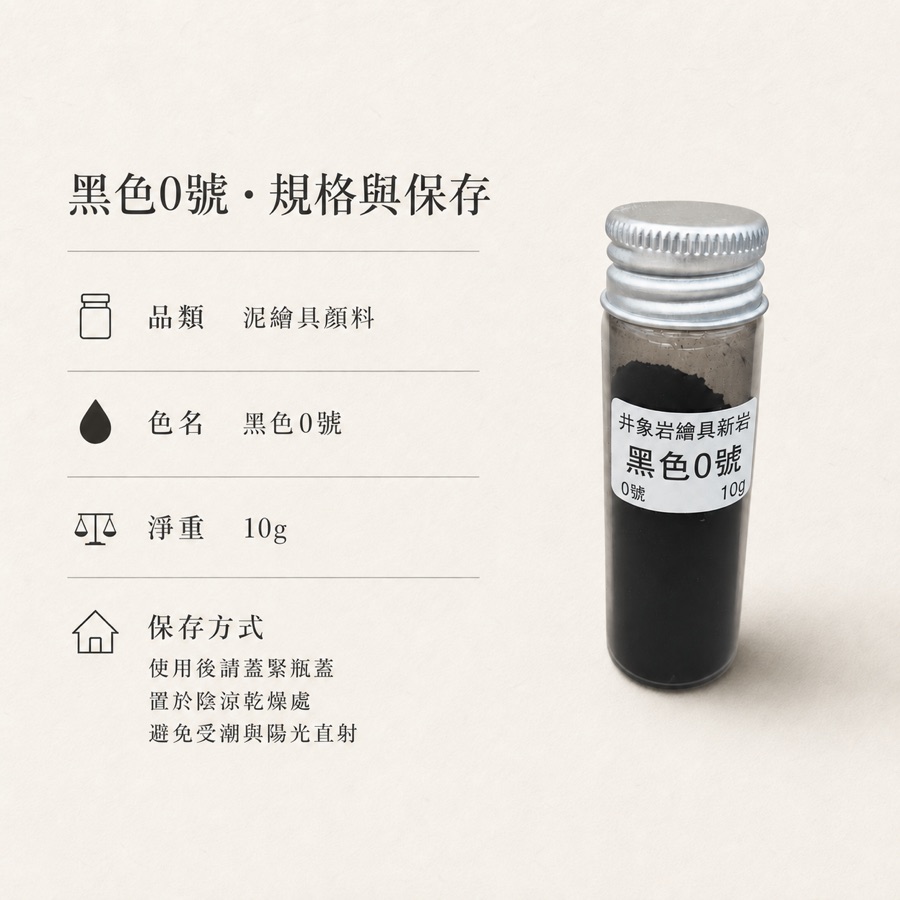 黑色0號・規格與保存
品類 泥繪具顏料
色名 黑色0號
淨重 10g
保存方式
使用後請蓋緊瓶蓋
置於陰涼乾燥處
避免受潮與陽光直射
井象岩繪具新岩
黑色0號
0號 10g